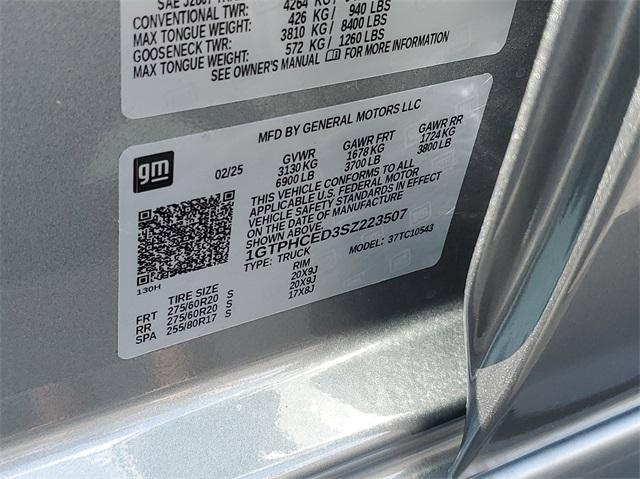 SAE J2807
4264 KG/
CONVENTIONAL TWR:
426 KG / 940 LBS
MAX TONGUE WEIGHT:
3810 KG / 8400 LBS
GOOSENECK TWR:
572 KG / 1260 LBS
MAX TONGUE WEIGHT:
SEE OWNER'S MANUAL FOR MORE INFORMATION
MFD BY GENERAL MOTORS LLC
gm
02/25
GVWR GAWR FRT GAWR RR
3130 KG 1678 KG 1724 KG
6900 LB 3700 LB 3800 LB
THIS VEHICLE CONFORMS TO ALL
APPLICABLE U.S. FEDERAL MOTOR
VEHICLE SAFETY STANDARDS IN EFFECT
ON THE DATE OF MANUFACTURE
SHOWN ABOVE.
1GTPHCED3SZ223507
TYPE: TRUCK MODEL: 37TC10543
130H
TIRE SIZE RIM
FRT 275/60R20 S 20X9J
RR 275/60R20 S 20X9J
SPA 255/80R17 S 17X8J